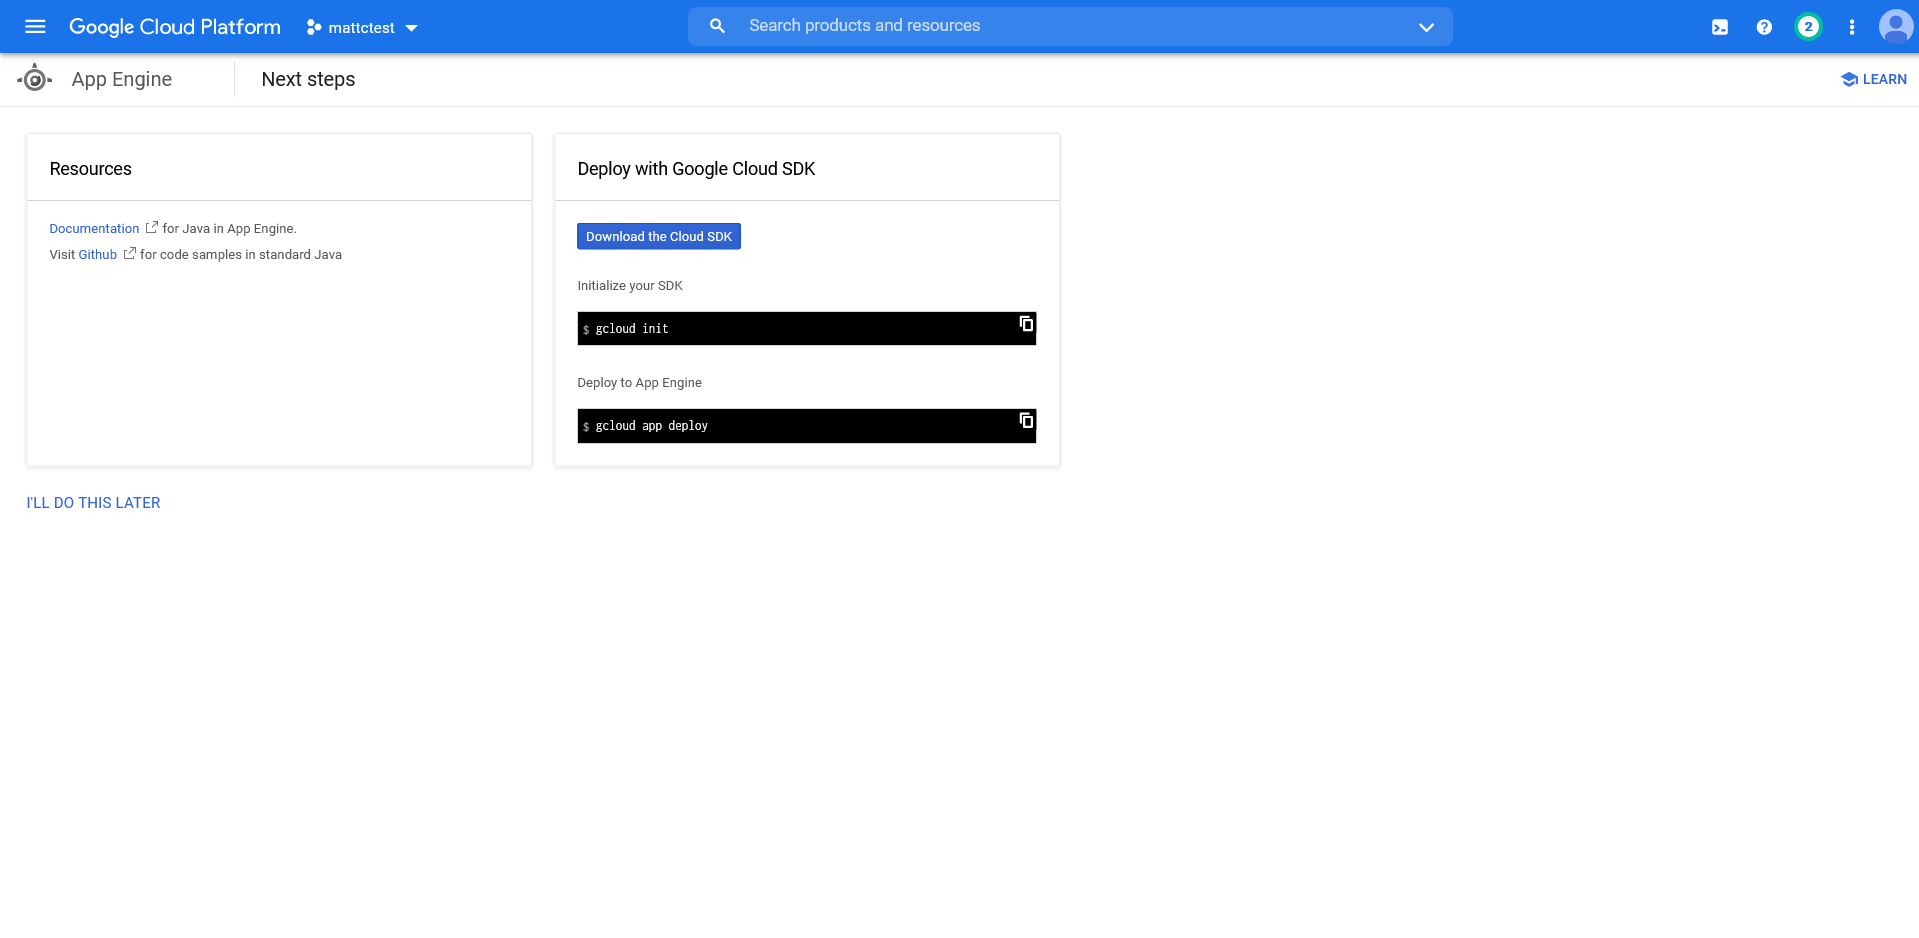 Google Cloud Platform
mattctest
Search products and resources
2
App Engine
Next steps
LEARN
Resources
Documentation for Java in App Engine.
Visit Github for code samples in standard Java
Deploy with Google Cloud SDK
Download the Cloud SDK
Initialize your SDK
$ gcloud init
Deploy to App Engine
$ gcloud app deploy
I'LL DO THIS LATER